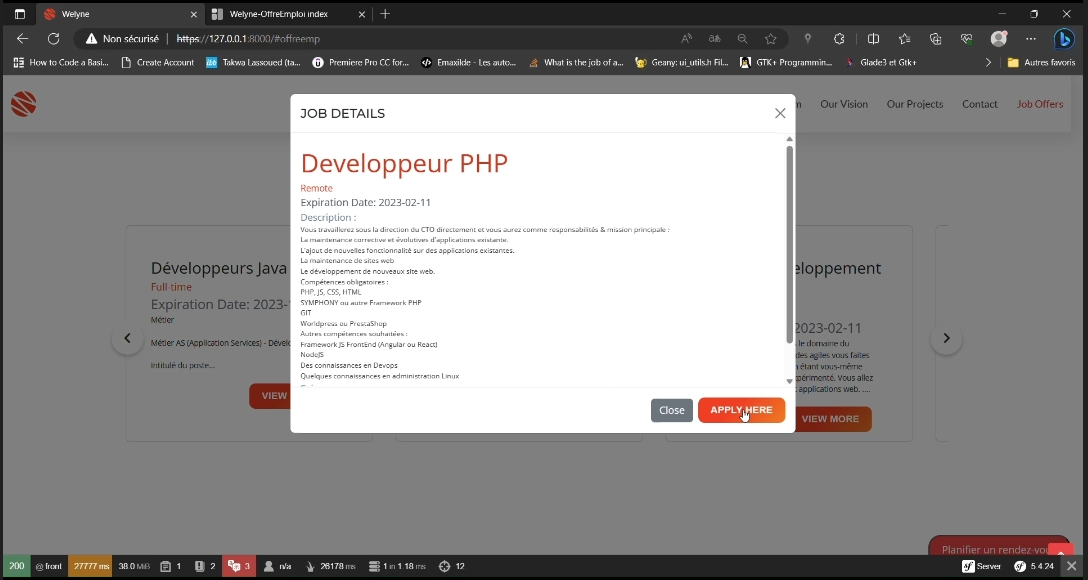 Welyne
Welyne-OffreEmploi index
Non sécurisé
https://127.0.0.1:8000/#offreemp
How to Code a Basi...
Create Account
Takwa Lassoued (ta...
Premiere Pro CC for...
Emaxilde - Les auto...
What is the job of a...
Geany: ui_utils.h Fil...
GTK+ Programmin...
Glade3 et Gtk+
Autres favoris
Our Vision
Our Projects
Contact
Job Offers
JOB DETAILS
Developpeur PHP
Remote
Expiration Date: 2023-02-11
Description :
Vous travaillerez sous la direction du CTO directement et vous aurez comme responsabilités & mission principale :
La maintenance corrective et évolutives d'applications existante.
L'ajout de nouvelles fonctionnalité sur des applications existantes.
La maintenance de sites web
Le développement de nouveaux site web.
Compétences obligatoires :
PHP, JS, CSS, HTML
SYMPHONY ou autre Framework PHP
GIT
Worldpress ou PrestaShop
Autres compétences souhaitées :
Framework JS FrontEnd (Angular ou React)
NodeJS
Des connaissances en Devops
Quelques connaissances en administration Linux
Close
APPLY HERE
Développeurs Java
Full-time
Expiration Date: 2023-
Métier
Métier AS (Application Services) - Dévelo
Intitulé du poste...
VIEW
eloppement
2023-02-11
le domaine du
des agiles vous faites
n étant vous-même
périmenté. Vous allez
applications web. ....
VIEW MORE
Planifier un rendez-vou
200
@ front
27777 ms
38.0 MiB
1
2
3
n/a
26178 ms
1 in 1.18 ms
12
Server
5.4.24